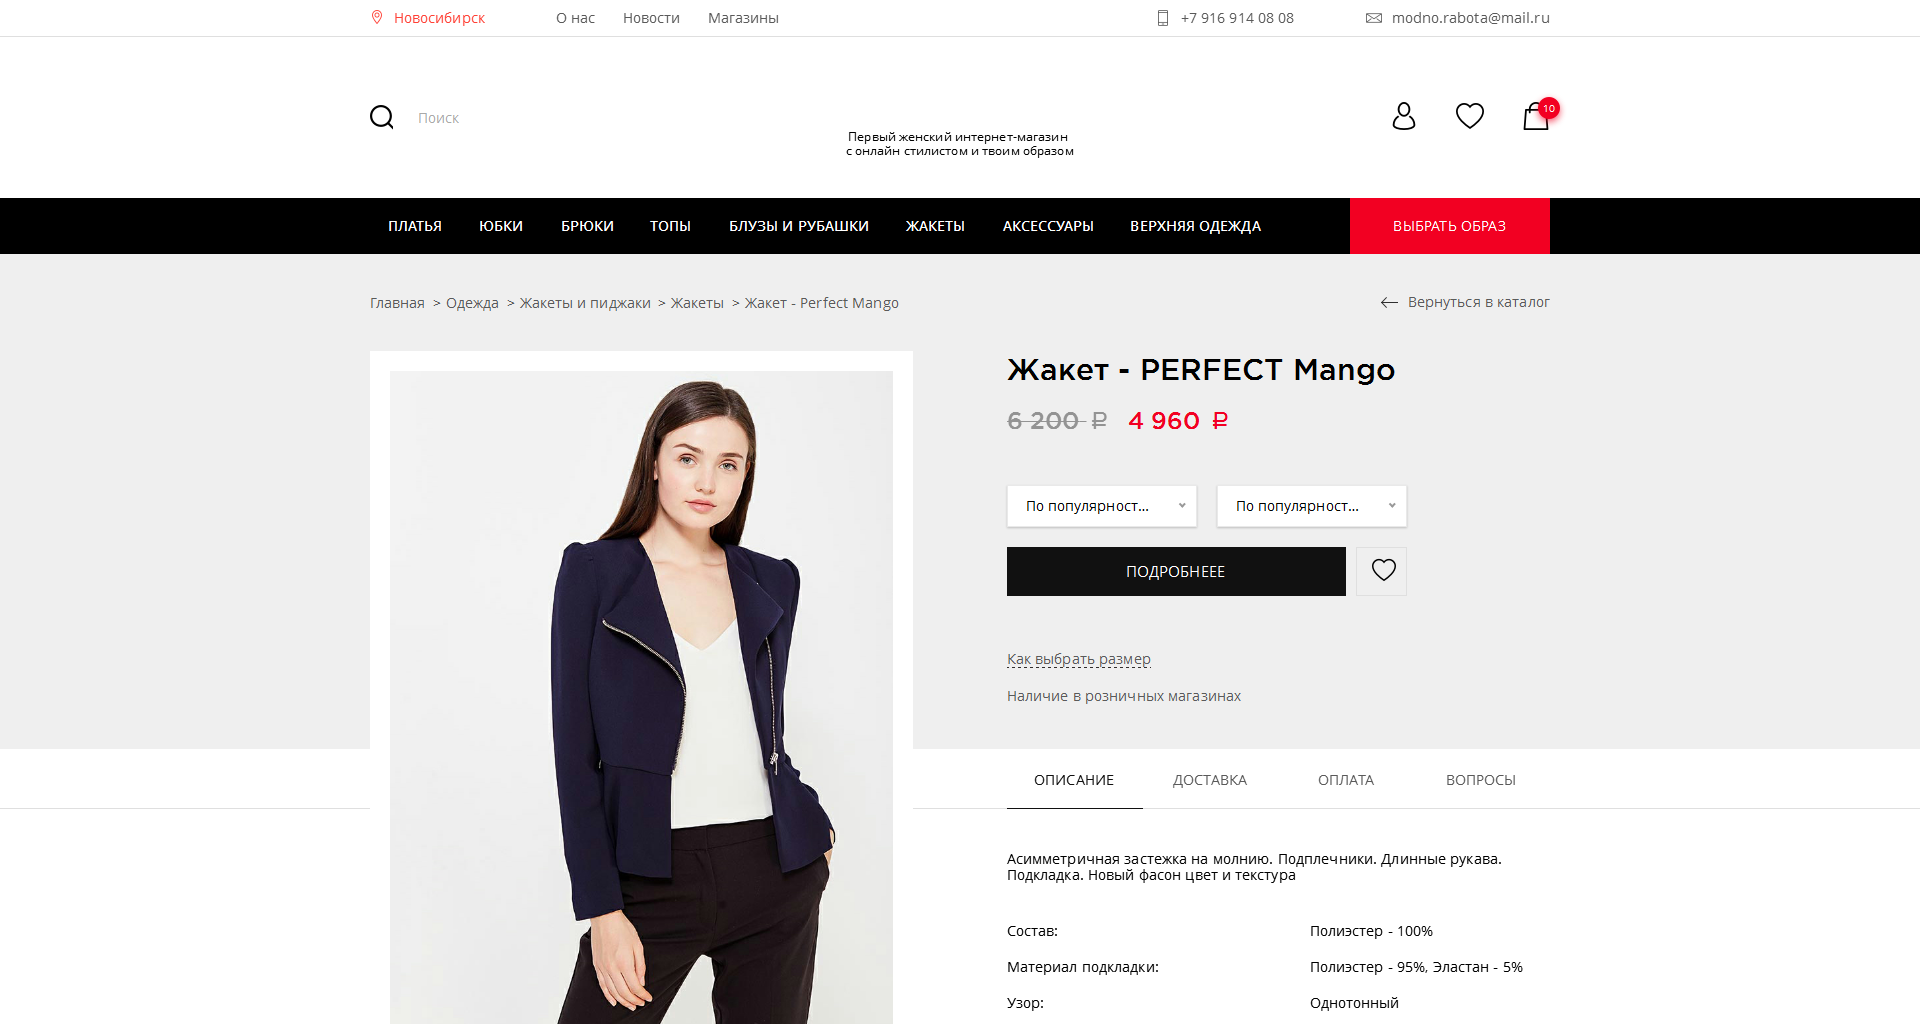 Новосибирск О нас Новости Магазины +7 916 914 08 08 modno.rabota@mail.ru
Поиск 10
Первый женский интернет-магазин
с онлайн стилистом и твоим образом
ПЛАТЬЯ ЮБКИ БРЮКИ ТОПЫ БЛУЗЫ И РУБАШКИ ЖАКЕТЫ АКСЕССУАРЫ ВЕРХНЯЯ ОДЕЖДА ВЫБРАТЬ ОБРАЗ
Главная > Одежда > Жакеты и пиджаки > Жакеты > Жакет - Perfect Mango Вернуться в каталог
Жакет - PERFECT Mango
6 200 ₽ 4 960 ₽
По популярност... По популярност...
ПОДРОБНЕЕЕ
Как выбрать размер
Наличие в розничных магазинах
ОПИСАНИЕ ДОСТАВКА ОПЛАТА ВОПРОСЫ
Асимметричная застежка на молнию. Подплечники. Длинные рукава.
Подкладка. Новый фасон цвет и текстура
Состав: Полиэстер - 100%
Материал подкладки: Полиэстер - 95%, Эластан - 5%
Узор: Однотонный